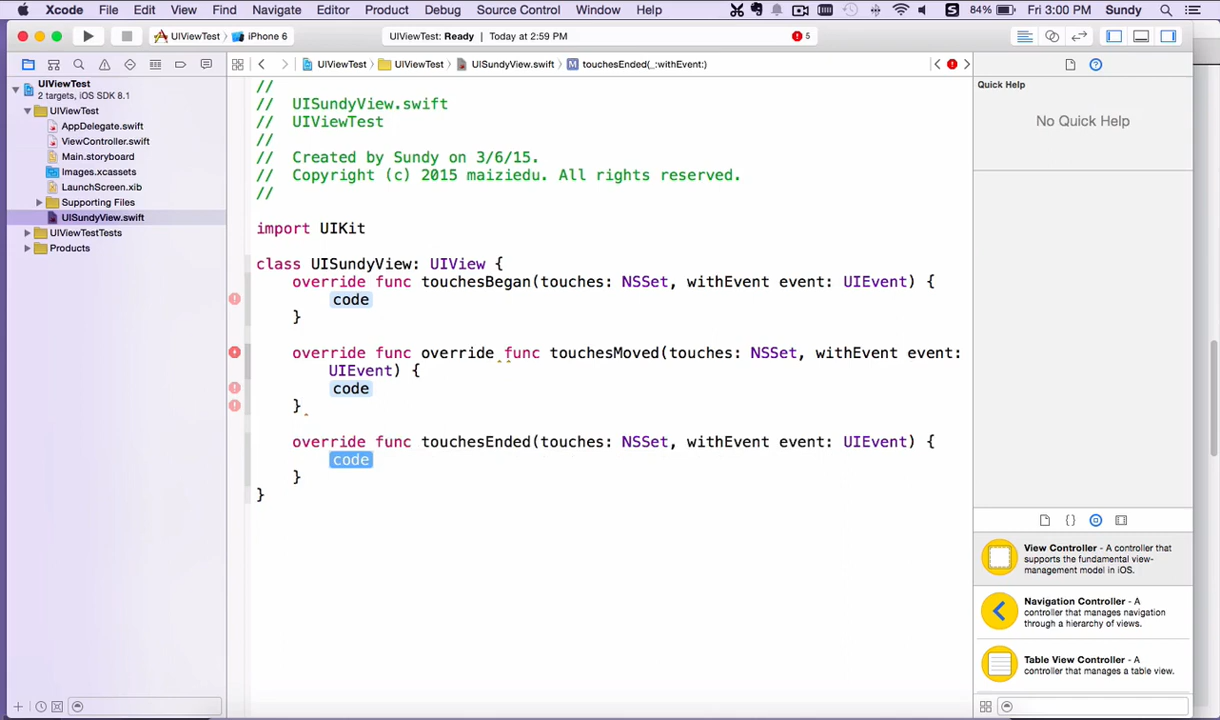 Xcode File Edit View Find Navigate Editor Product Debug Source Control Window Help 84% Fri 3:00 PM Sundy
UIViewTest iPhone 6 UIViewTest: Ready Today at 2:59 PM 5
UIViewTest UIViewTest UISundyView.swift M touchesEnded(_:withEvent:)
UIViewTest
2 targets, iOS SDK 8.1
UIViewTest
AppDelegate.swift
ViewController.swift
Main.storyboard
Images.xcassets
LaunchScreen.xib
Supporting Files
UISundyView.swift
UIViewTestTests
Products
//
// UISundyView.swift
// UIViewTest
//
// Created by Sundy on 3/6/15.
// Copyright (c) 2015 maiziedu. All rights reserved.
//
import UIKit
class UISundyView: UIView {
override func touchesBegan(touches: NSSet, withEvent event: UIEvent) {
code
}
override func override func touchesMoved(touches: NSSet, withEvent event:
UIEvent) {
code
}
override func touchesEnded(touches: NSSet, withEvent event: UIEvent) {
code
}
}
Quick Help
No Quick Help
View Controller - A controller that
supports the fundamental view-
management model in iOS.
Navigation Controller - A
controller that manages navigation
through a hierarchy of views.
Table View Controller - A
controller that manages a table view.